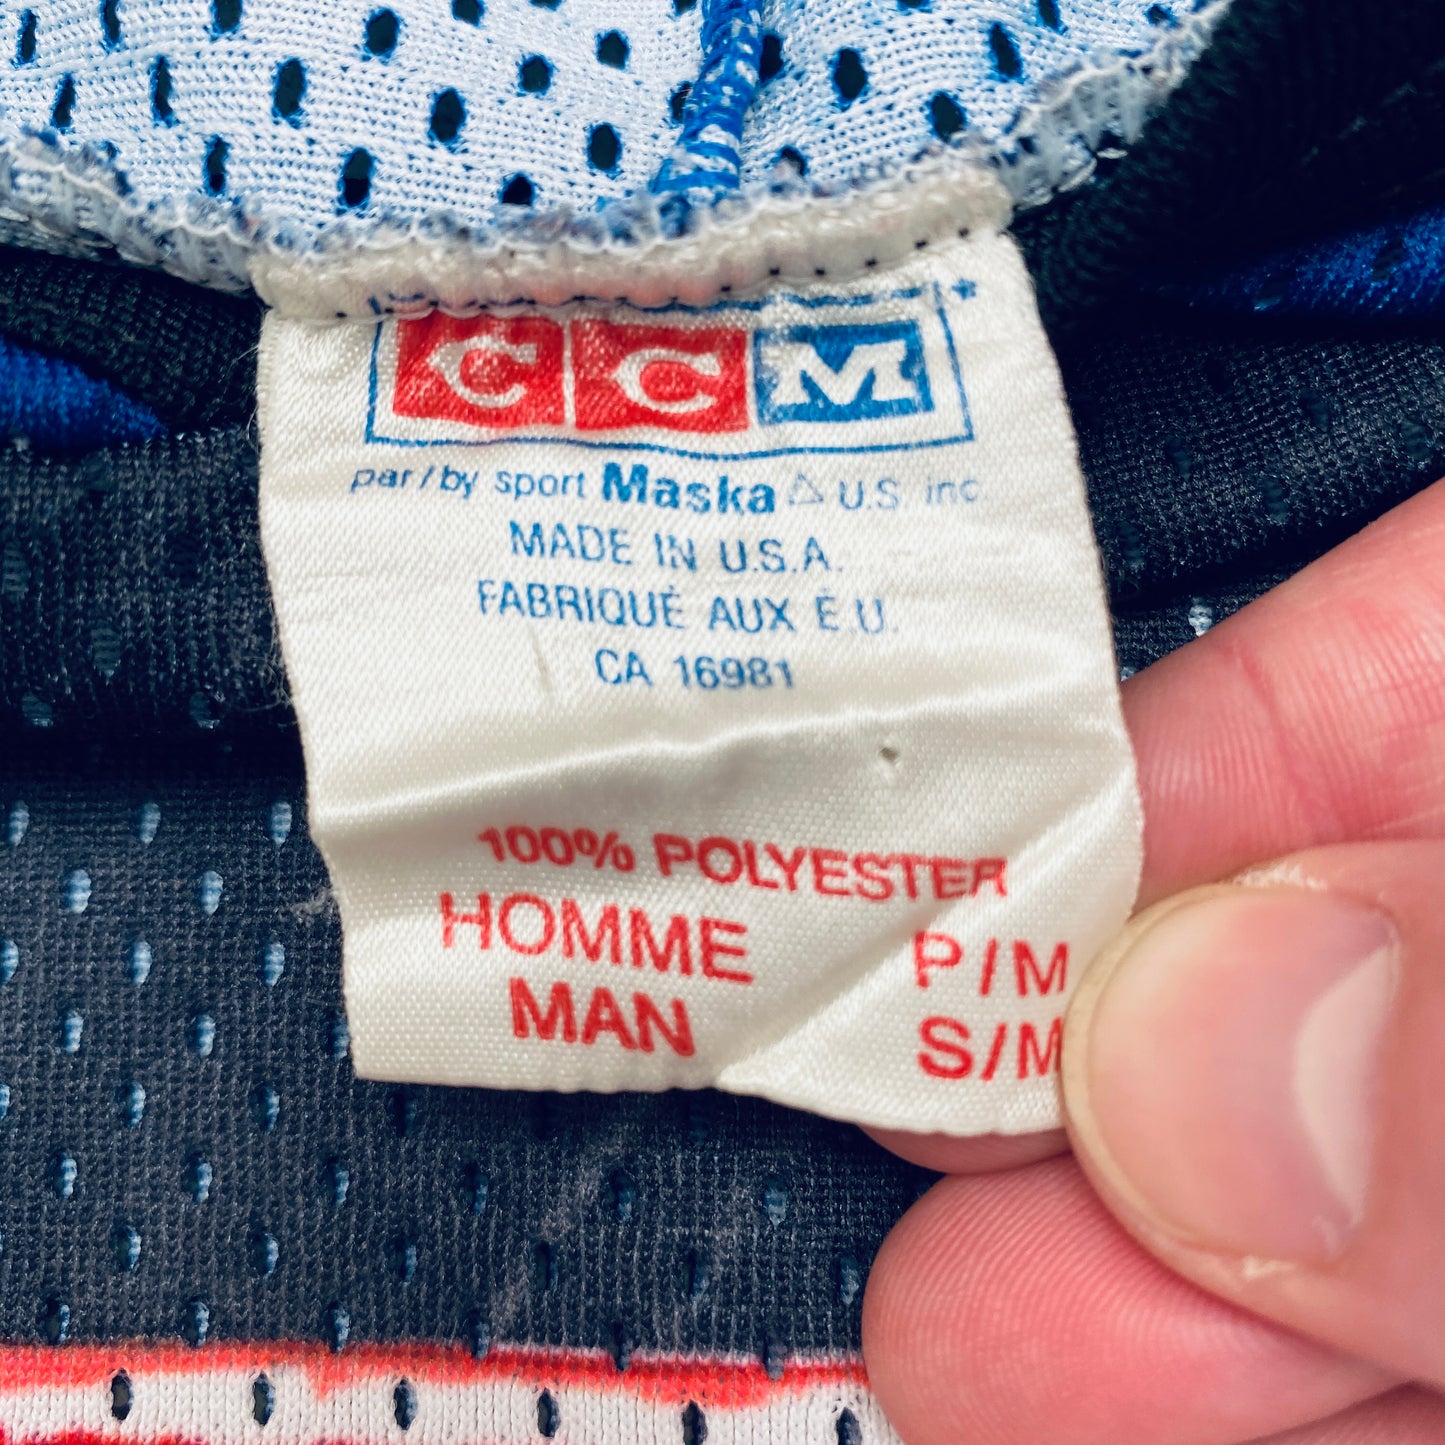 CCM
par/by sport Maska U.S inc
MADE IN U.S.A.
FABRIQUÉ AUX É.U.
CA 16981
100% POLYESTER
HOMME P/M
MAN S/M